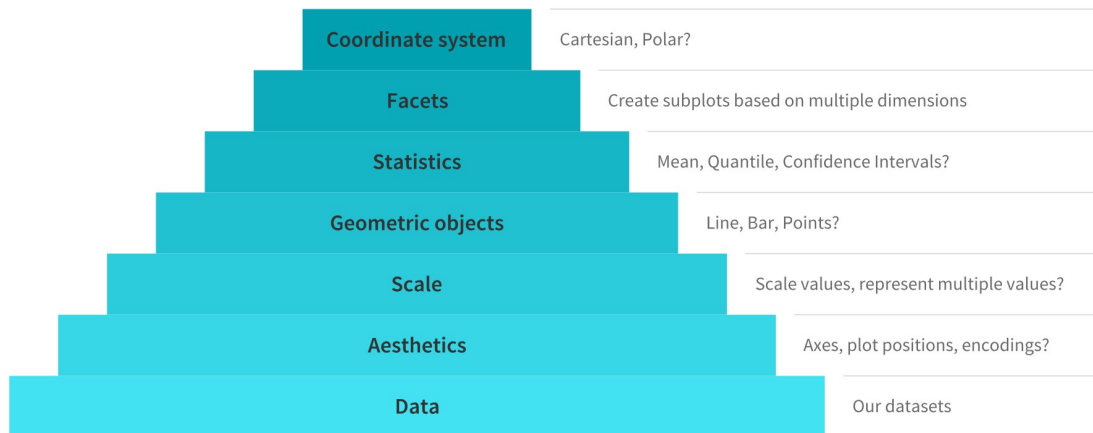 Coordinate system
Cartesian, Polar?
Facets
Create subplots based on multiple dimensions
Statistics
Mean, Quantile, Confidence Intervals?
Geometric objects
Line, Bar, Points?
Scale
Scale values, represent multiple values?
Aesthetics
Axes, plot positions, encodings?
Data
Our datasets